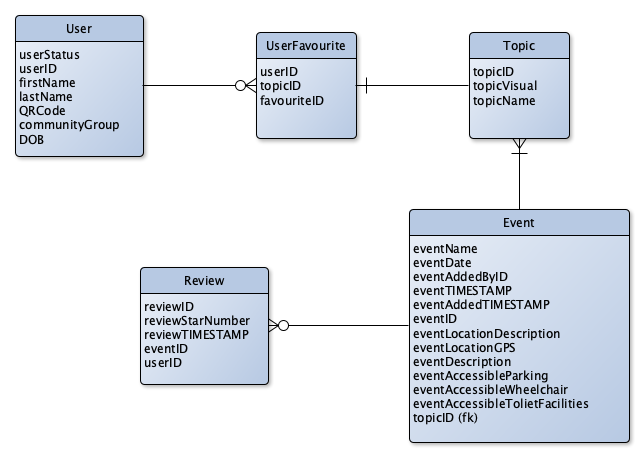 User
userStatus
userID
firstName
lastName
QRCode
communityGroup
DOB
UserFavourite
userID
topicID
favouriteID
Topic
topicID
topicVisual
topicName
Review
reviewID
reviewStarNumber
reviewTIMESTAMP
eventID
userID
Event
eventName
eventDate
eventAddedByID
eventTIMESTAMP
eventAddedTIMESTAMP
eventID
eventLocationDescription
eventLocationGPS
eventDescription
eventAccessibleParking
eventAccessibleWheelchair
eventAccessibleTolietFacilities
topicID (fk)